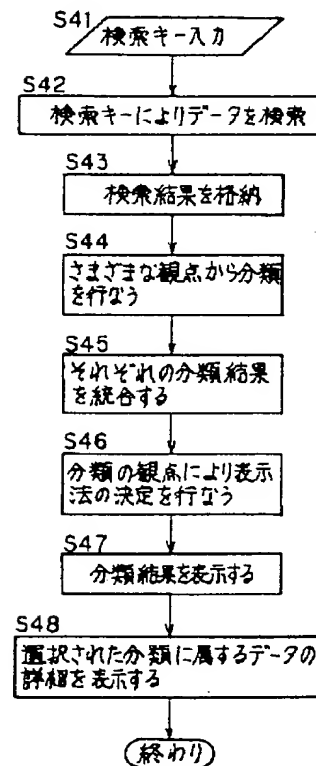 S41
検索キー入力
S42
検索キーによりデータを検索
S43
検索結果を格納
S44
さまざまな観点から分類
を行なう
S45
それぞれの分類結果
を統合する
S46
分類の観点により表示
法の決定を行なう
S47
分類結果を表示する
S48
選択された分類に属するデータの
詳細を表示する
終わり